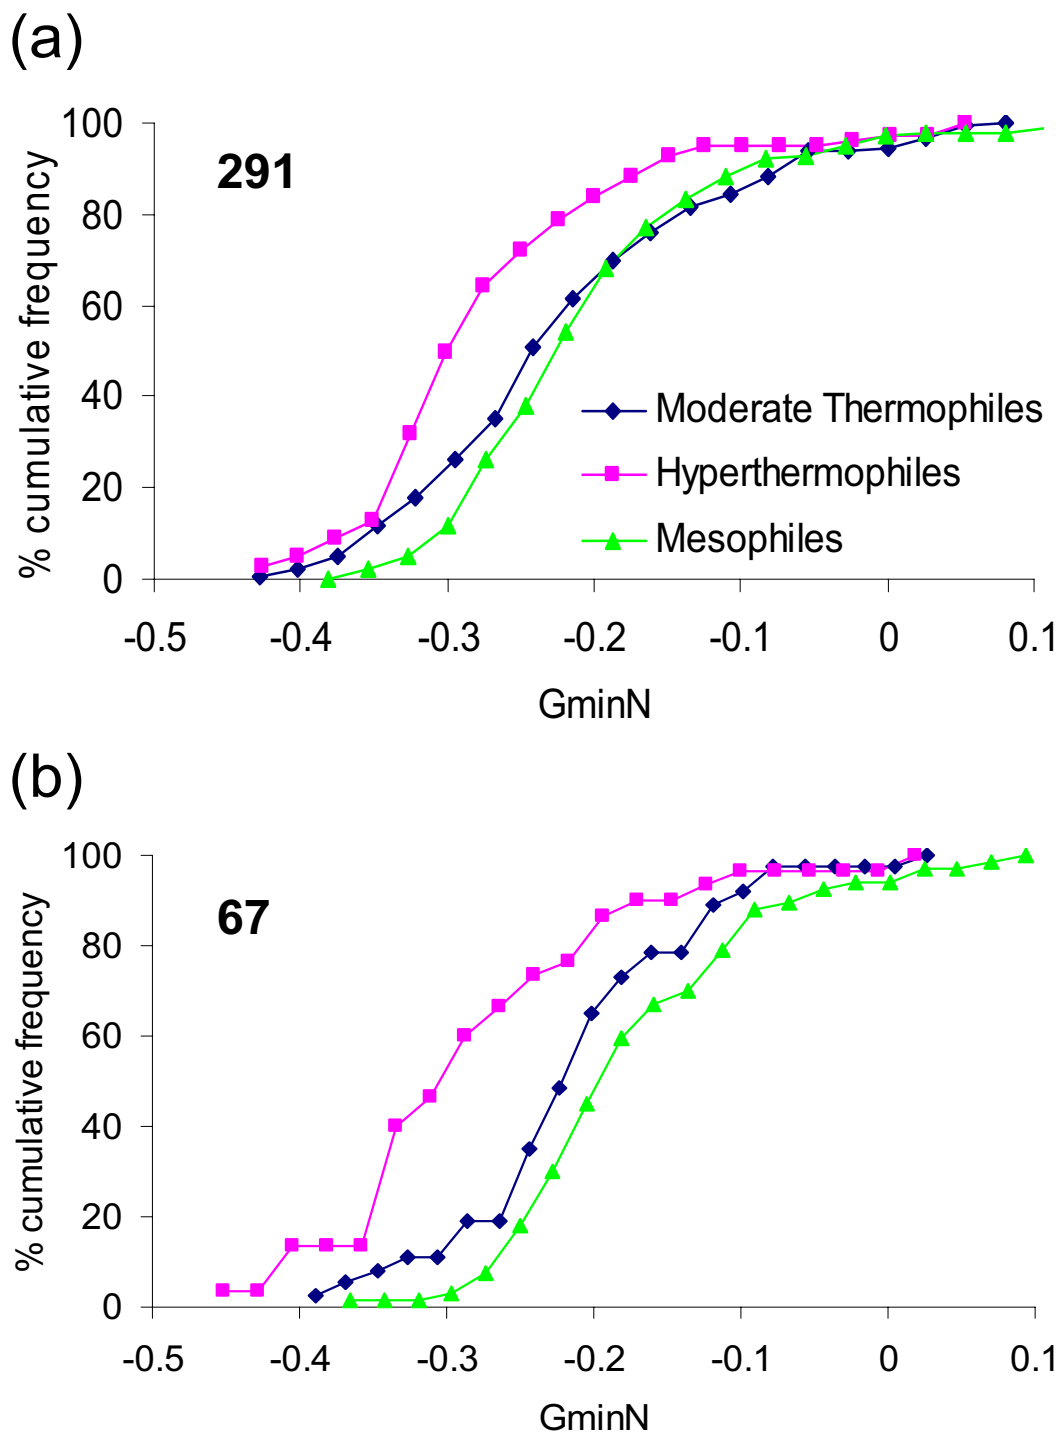 (a)
100
80
60
40
20
0
% cumulative frequency
291
Moderate Thermophiles
Hyperthermophiles
Mesophiles
-0.5 -0.4 -0.3 -0.2 -0.1 0 0.1
GminN
(b)
100
80
60
40
20
0
% cumulative frequency
67
-0.5 -0.4 -0.3 -0.2 -0.1 0 0.1
GminN